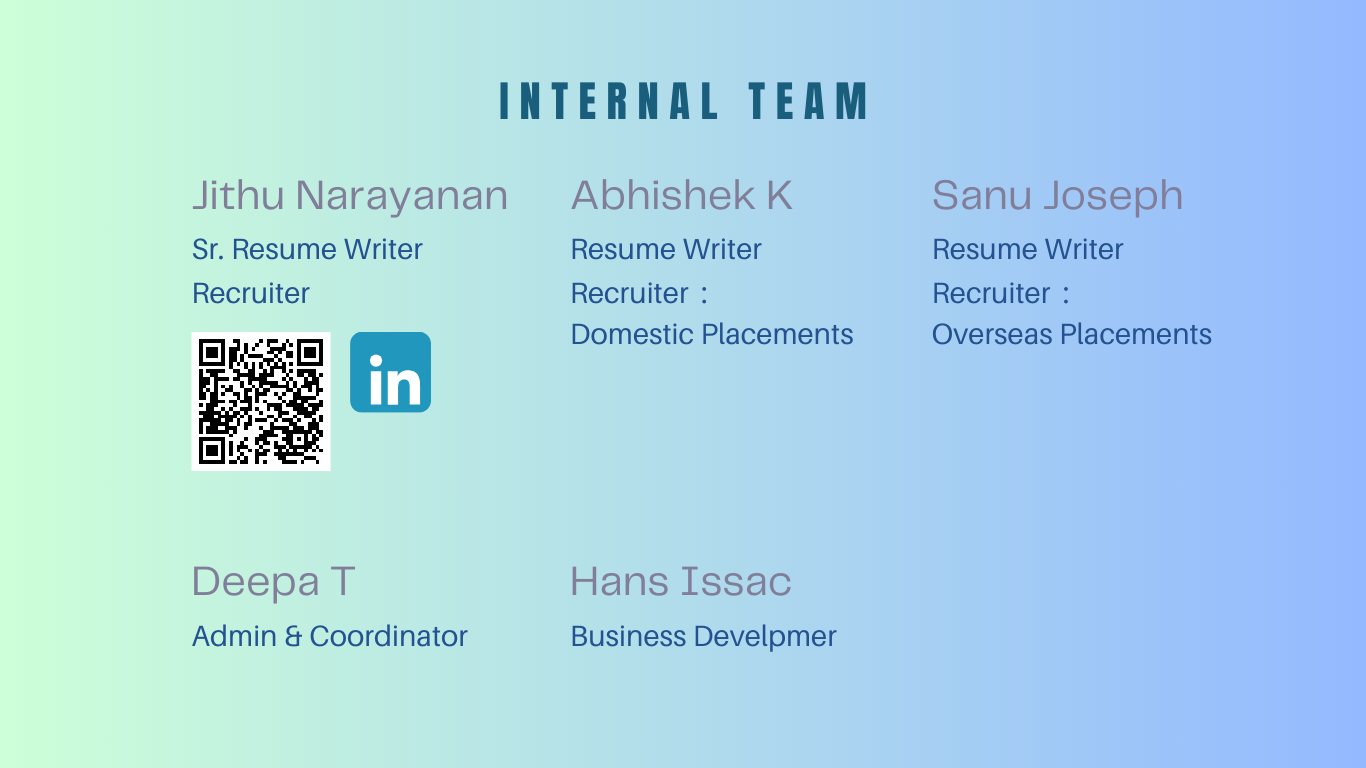 INTERNAL TEAM
Jithu Narayanan
Sr. Resume Writer
Recruiter
in
Abhishek K
Resume Writer
Recruiter :
Domestic Placements
Sanu Joseph
Resume Writer
Recruiter :
Overseas Placements
Deepa T
Admin & Coordinator
Hans Issac
Business Develpmer